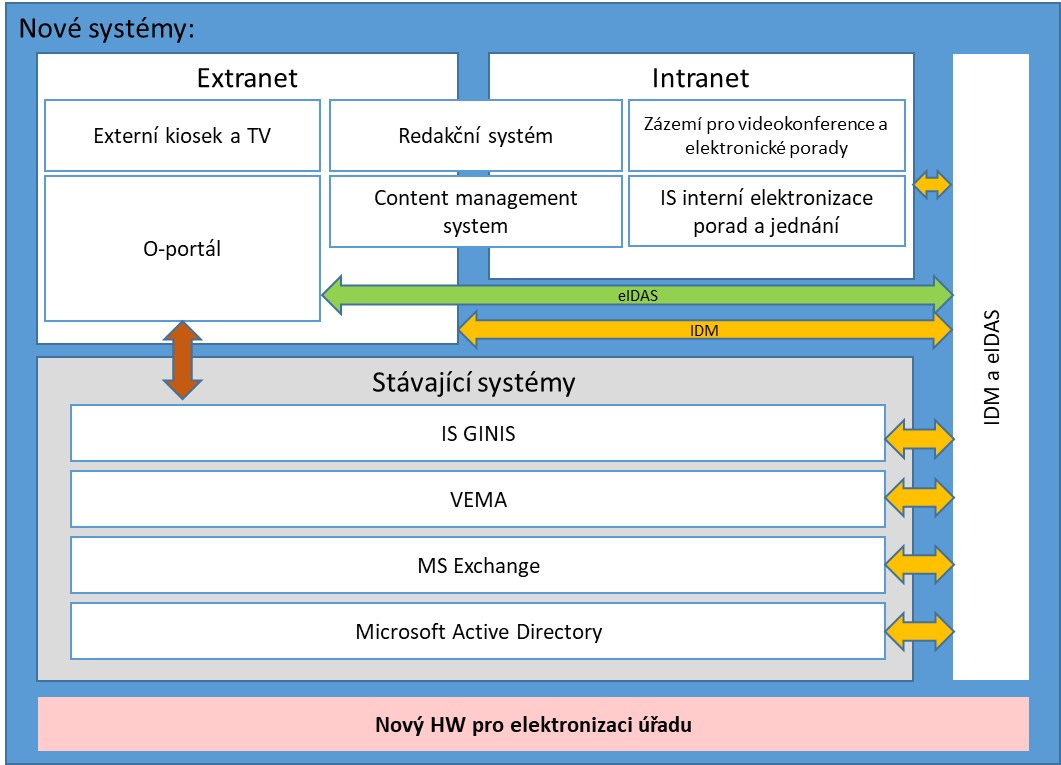 Nové systémy:
Extranet
Intranet
Externí kiosek a TV
Redakční systém
Zázemí pro videokonference a
elektronické porady
O-portál
Content management
system
IS interní elektronizace
porad a jednání
eIDAS
IDM
IDM a eIDAS
Stávající systémy
IS GINIS
VEMA
MS Exchange
Microsoft Active Directory
Nový HW pro elektronizaci úřadu